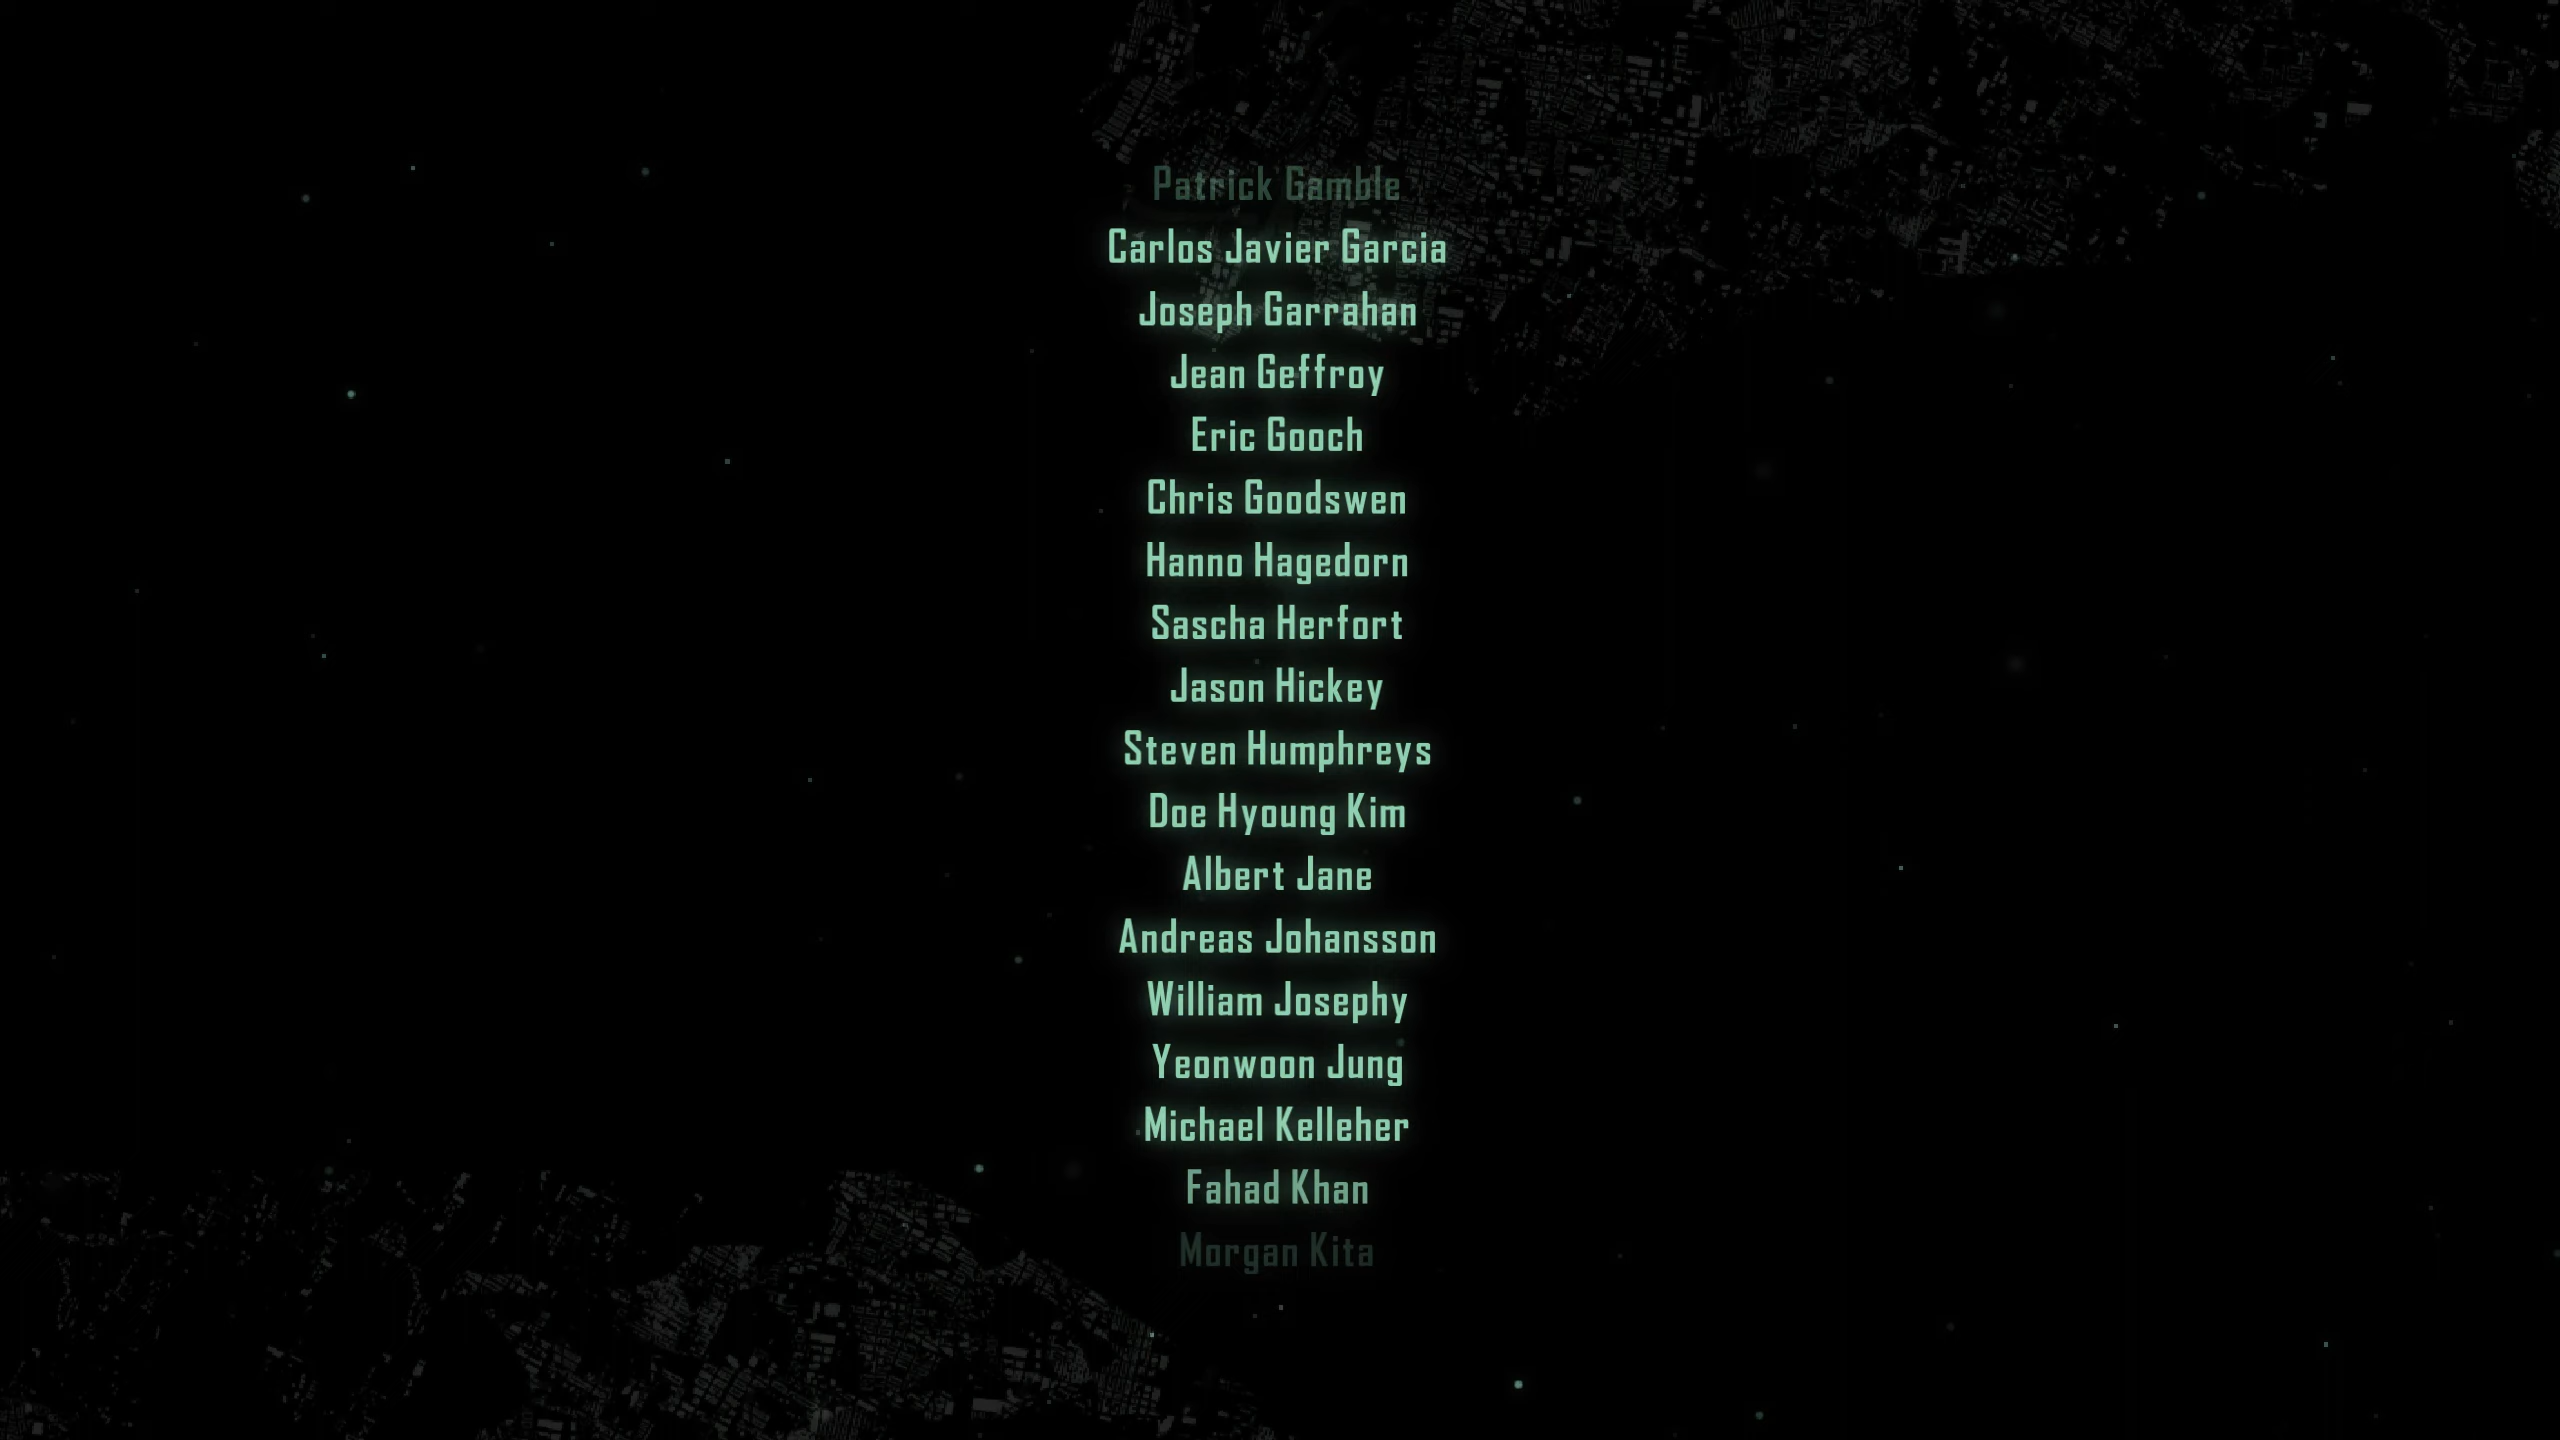 Patrick Gamble
Carlos Javier Garcia
Joseph Garrahan
Jean Geffroy
Eric Gooch
Chris Goodswen
Hanno Hagedorn
Sascha Herfort
Jason Hickey
Steven Humphreys
Doe Hyoung Kim
Albert Jane
Andreas Johansson
William Josephy
Yeonwoon Jung
Michael Kelleher
Fahad Khan
Morgan Kita